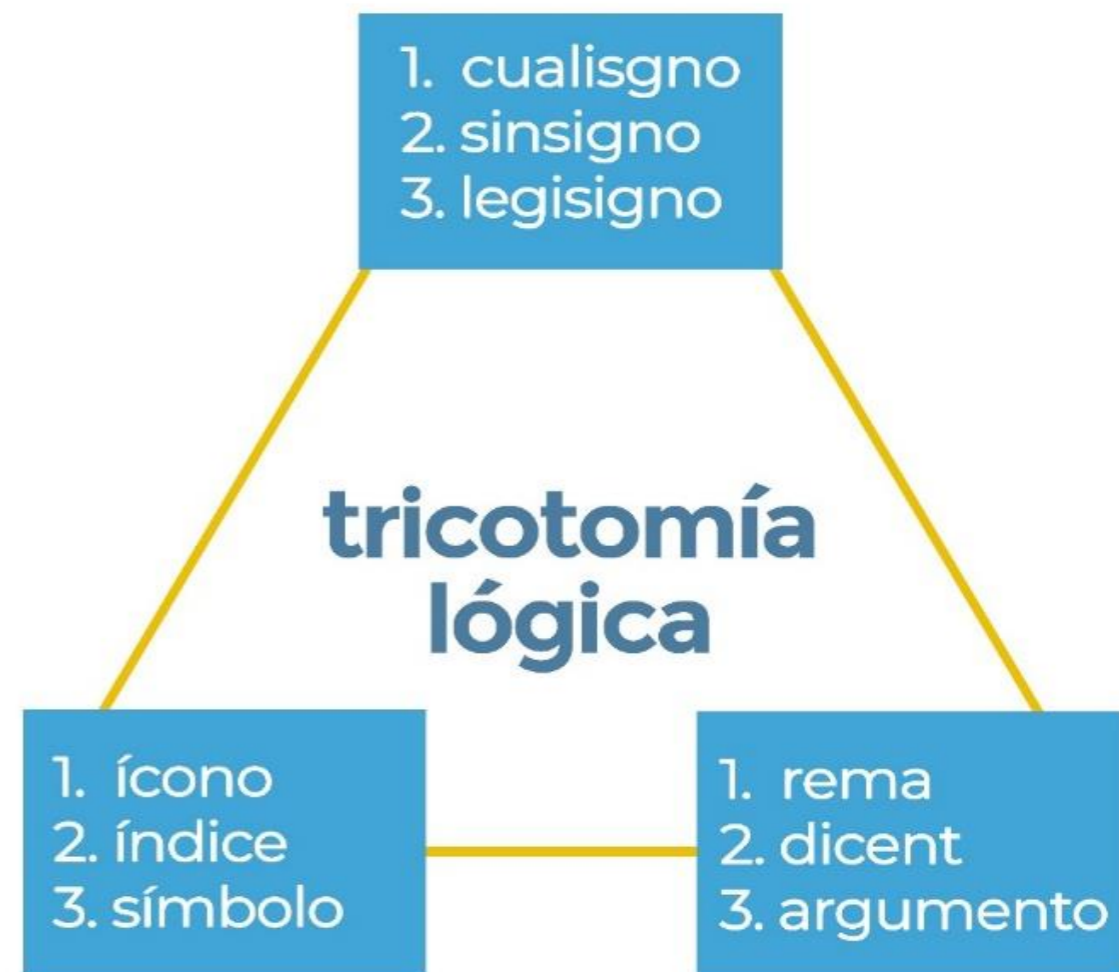 1. cualisgno
2. sinsigno
3. legisigno
tricotomía
lógica
1. ícono
2. índice
3. símbolo
1. rema
2. dicent
3. argumento